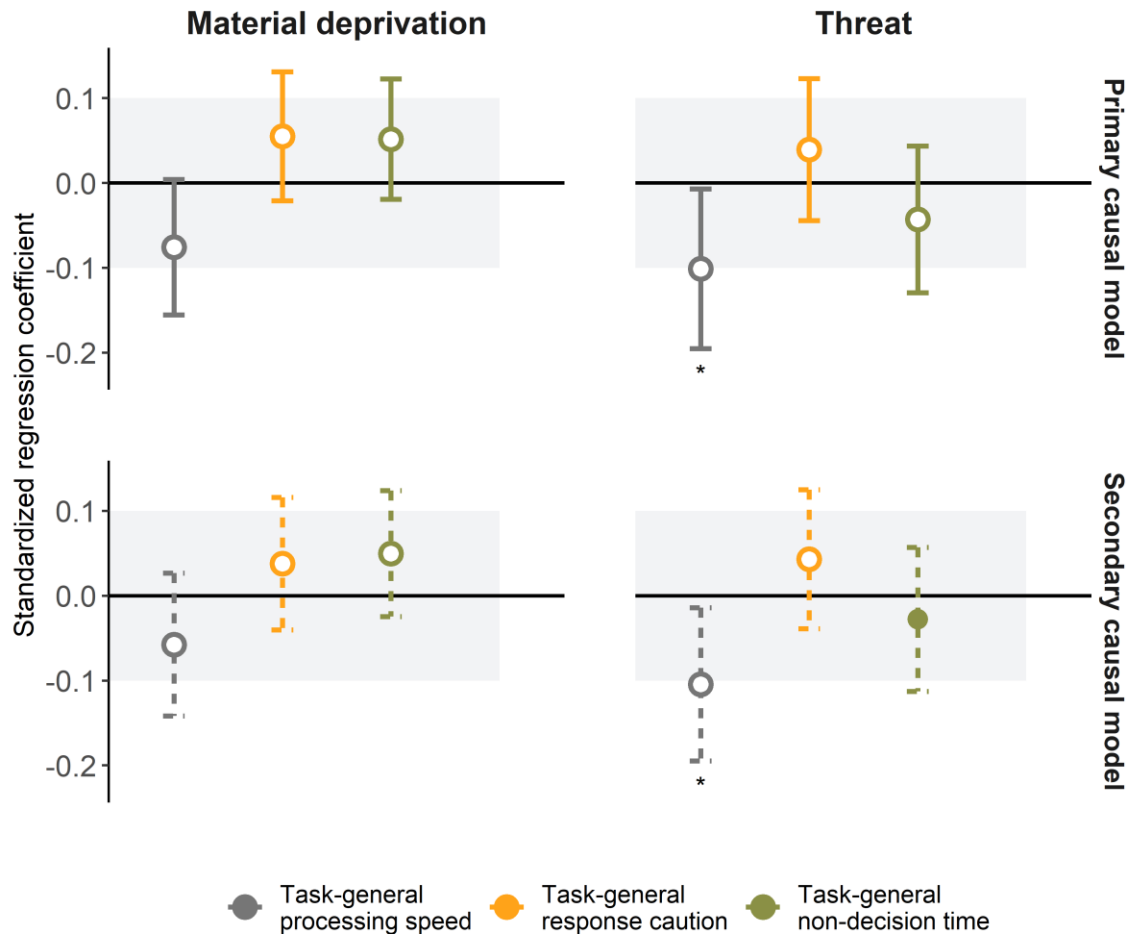 Material deprivation
Threat
Standardized regression coefficient
0.1
0.0
-0.1
-0.2
*
Primary causal model
0.1
0.0
-0.1
-0.2
*
Secondary causal model
Task-general
processing speed
Task-general
response caution
Task-general
non-decision time